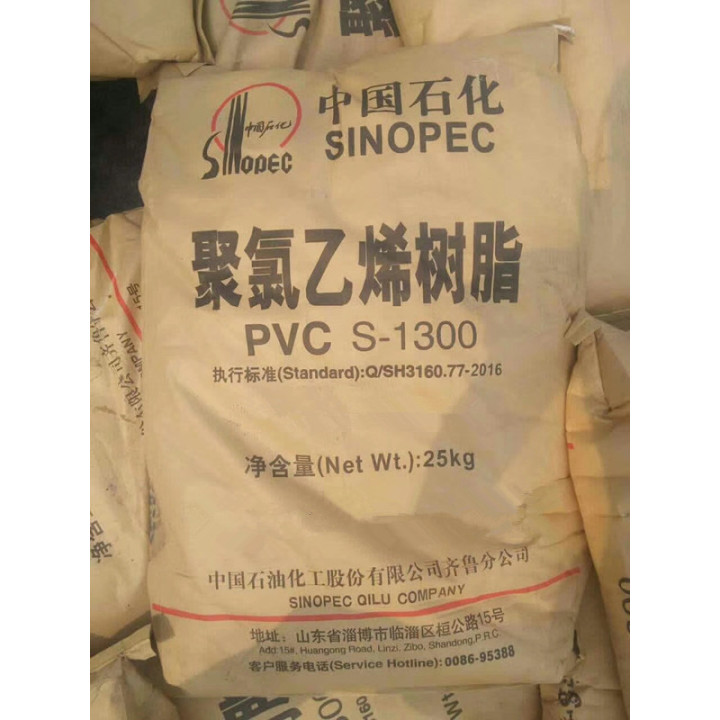 中国石化
SINOPEC
中国石化
SINOPEC
聚氯乙烯树脂
PVC S-1300
执行标准(Standard):Q/SH3160.77-2016
净含量(Net Wt.):25kg
中国石油化工股份有限公司齐鲁分公司
SINOPEC QILU COMPANY
地址: 山东省淄博市临淄区桓公路15号
Add:15#, Huangong Road, Linzi, Zibo, Shandong,P.R.C
客户服务电话(Service Hotline): 0086-95388
SINOPEC